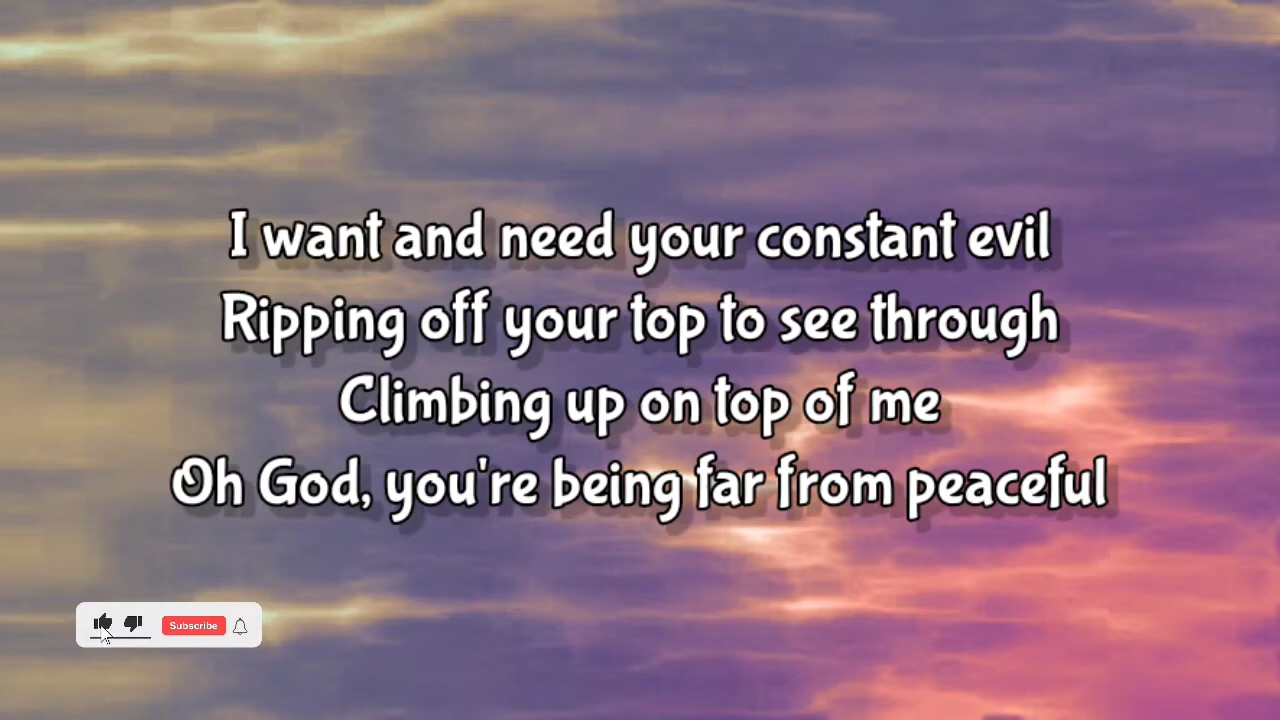 I want and need your constant evil
Ripping off your top to see through
Climbing up on top of me
Oh God, you're being far from peaceful
Subscribe